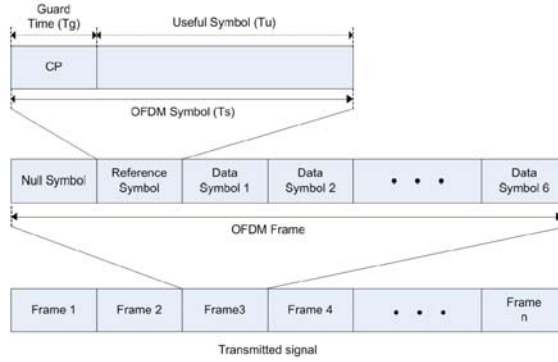 Guard
Time (Tg)
Useful Symbol (Tu)
CP
OFDM Symbol (Ts)
Null Symbol
Reference
Symbol
Data
Symbol 1
Data
Symbol 2
• • •
Data
Symbol 6
OFDM Frame
Frame 1
Frame 2
Frame3
Frame 4
• • •
Frame
n
Transmitted signal